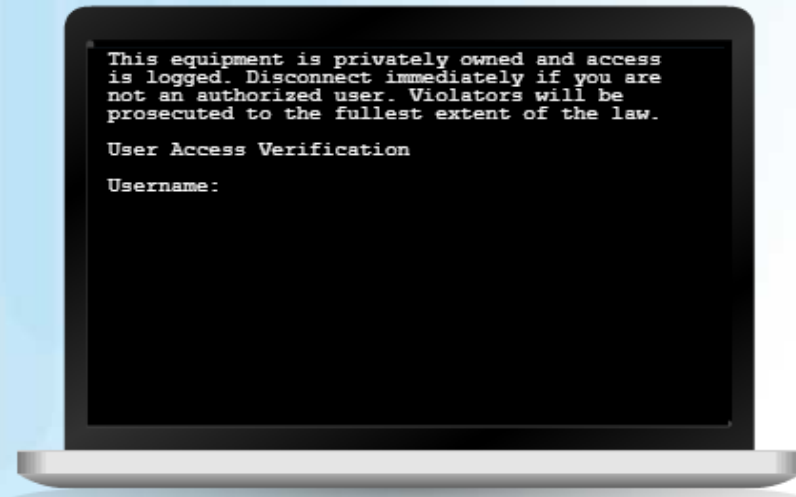 This equipment is privately owned and access
is logged. Disconnect immediately if you are
not an authorized user. Violators will be
prosecuted to the fullest extent of the law.
User Access Verification
Username: